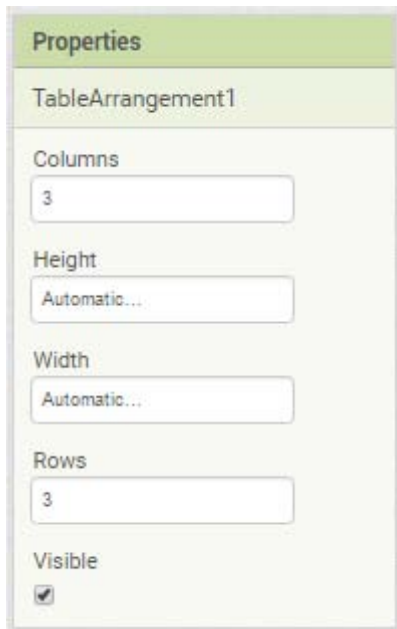 Properties
TableArrangement1
Columns
3
Height
Automatic...
Width
Automatic...
Rows
3
Visible